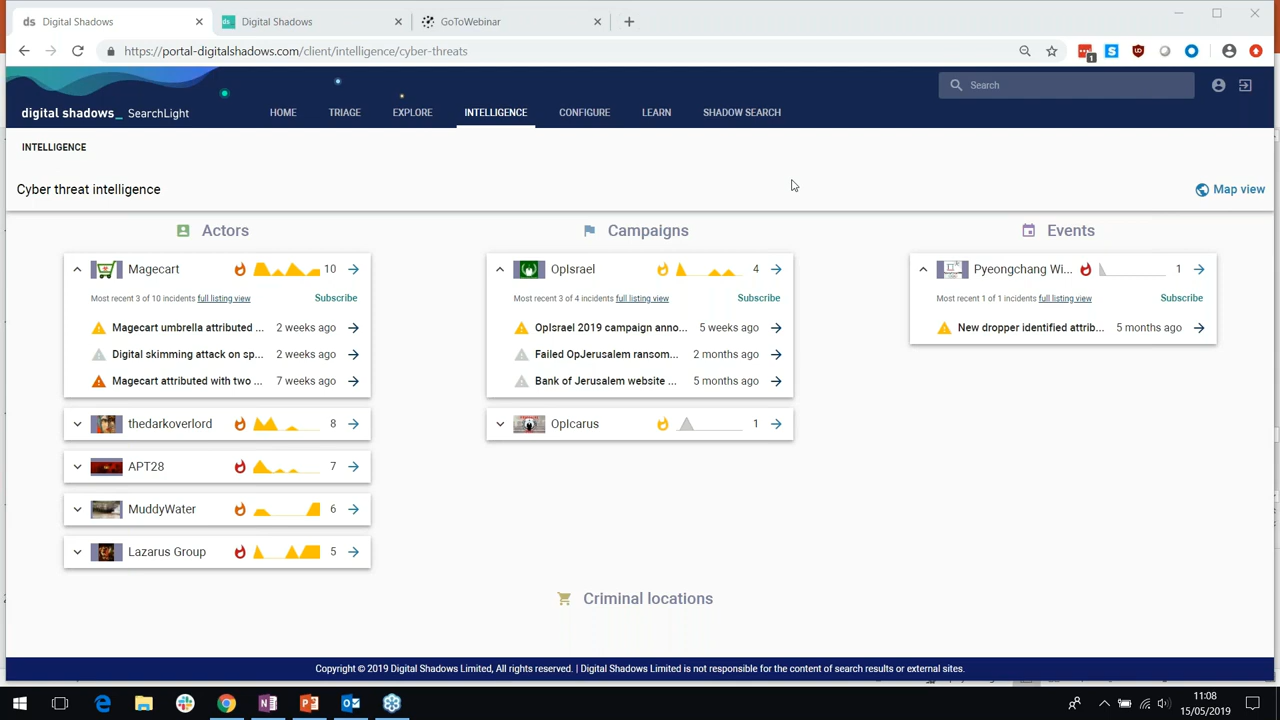 ds Digital Shadows
ds Digital Shadows
GoToWebinar
https://portal-digitalshadows.com/client/intelligence/cyber-threats
1
Search
digital shadows_ SearchLight
HOME TRIAGE EXPLORE INTELLIGENCE CONFIGURE LEARN SHADOW SEARCH
INTELLIGENCE
Cyber threat intelligence
Map view
Actors
Magecart 10
Most recent 3 of 10 incidents full listing view Subscribe
Magecart umbrella attributed ... 2 weeks ago
Digital skimming attack on sp... 2 weeks ago
Magecart attributed with two ... 7 weeks ago
thedarkoverlord 8
APT28 7
MuddyWater 6
Lazarus Group 5
Campaigns
OpIsrael 4
Most recent 3 of 4 incidents full listing view Subscribe
OpIsrael 2019 campaign anno... 5 weeks ago
Failed OpJerusalem ransom... 2 months ago
Bank of Jerusalem website ... 5 months ago
OpIcarus 1
Events
Pyeongchang Wi... 1
Most recent 1 of 1 incidents full listing view Subscribe
New dropper identified attrib... 5 months ago
Criminal locations
Copyright © 2019 Digital Shadows Limited, All rights reserved. | Digital Shadows Limited is not responsible for the content of search results or external sites.
11:08
15/05/2019